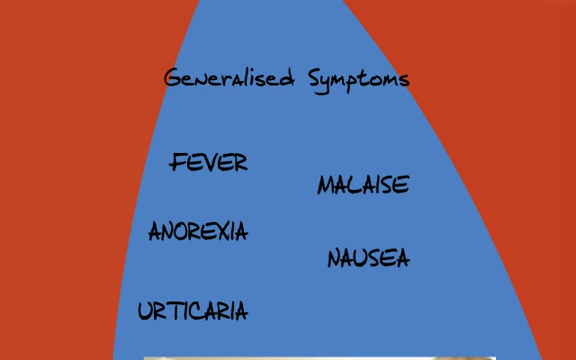 Generalised Symptoms
FEVER
MALAISE
ANOREXIA
NAUSEA
URTICARIA